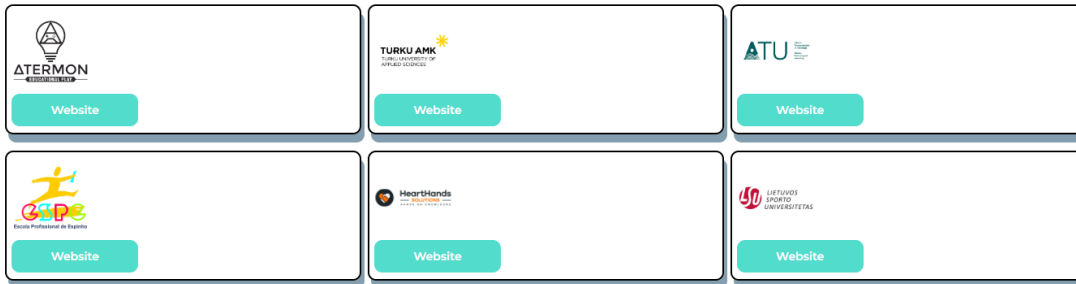 ATERMON
EDUCATIONAL PLAY
Website
TURKU AMK
TURKU UNIVERSITY OF
APPLIED SCIENCES
Website
ATU
Website
ESPE
Escola Profissional de Espinho
Website
HeartHands
SOLUTIONS
Website
LSU
LIETUVOS
SPORTO
UNIVERSITETAS
Website